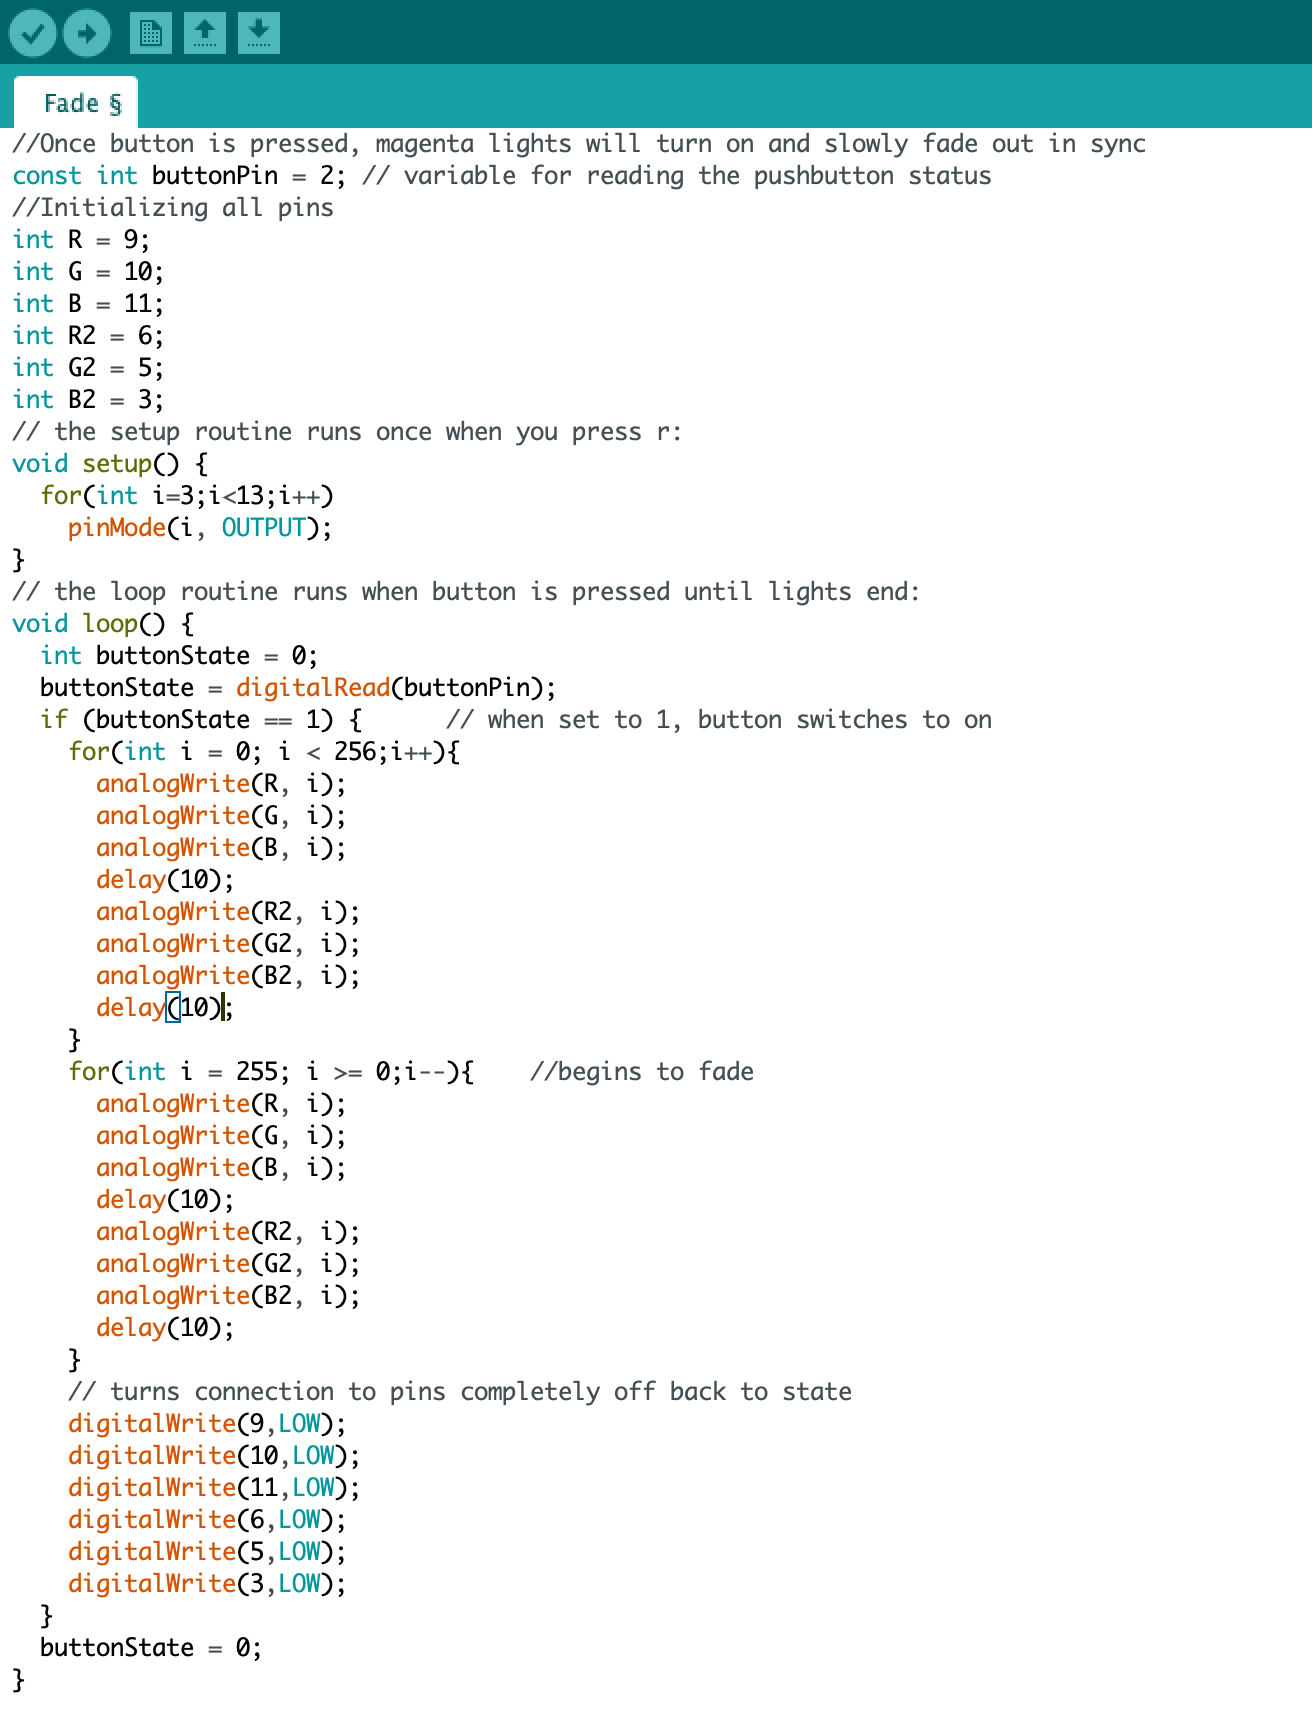 Fade §
//Once button is pressed, magenta lights will turn on and slowly fade out in sync
const int buttonPin = 2; // variable for reading the pushbutton status
//Initializing all pins
int R = 9;
int G = 10;
int B = 11;
int R2 = 6;
int G2 = 5;
int B2 = 3;
// the setup routine runs once when you press r:
void setup() {
  for(int i=3;i<13;i++)
    pinMode(i, OUTPUT);
}
// the loop routine runs when button is pressed until lights end:
void loop() {
  int buttonState = 0;
  buttonState = digitalRead(buttonPin);
  if (buttonState == 1) {      // when set to 1, button switches to on
    for(int i = 0; i < 256;i++){
      analogWrite(R, i);
      analogWrite(G, i);
      analogWrite(B, i);
      delay(10);
      analogWrite(R2, i);
      analogWrite(G2, i);
      analogWrite(B2, i);
      delay(10);
    }
    for(int i = 255; i >= 0;i--){    //begins to fade
      analogWrite(R, i);
      analogWrite(G, i);
      analogWrite(B, i);
      delay(10);
      analogWrite(R2, i);
      analogWrite(G2, i);
      analogWrite(B2, i);
      delay(10);
    }
    // turns connection to pins completely off back to state
    digitalWrite(9,LOW);
    digitalWrite(10,LOW);
    digitalWrite(11,LOW);
    digitalWrite(6,LOW);
    digitalWrite(5,LOW);
    digitalWrite(3,LOW);
  }
  buttonState = 0;
}